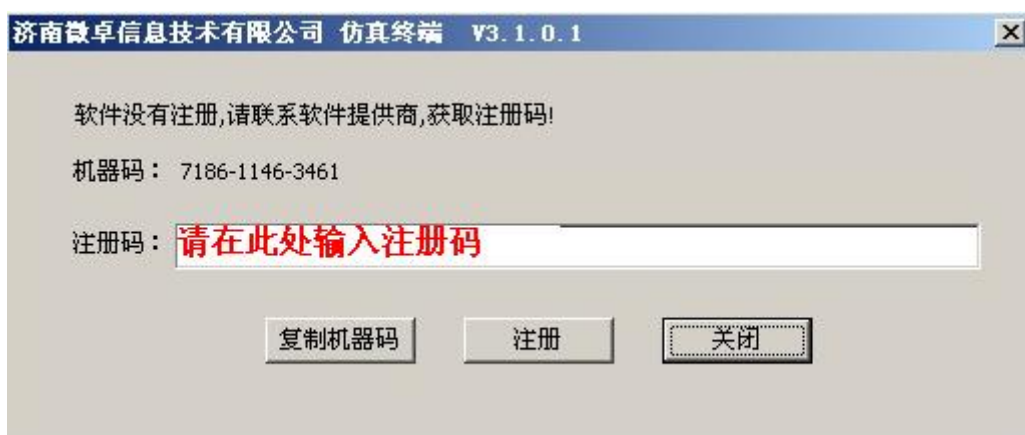 济南微卓信息技术有限公司 仿真终端 V3.1.0.1
软件没有注册,请联系软件提供商,获取注册码!
机器码： 7186-1146-3461
注册码： 请在此处输入注册码
复制机器码 注册 关闭